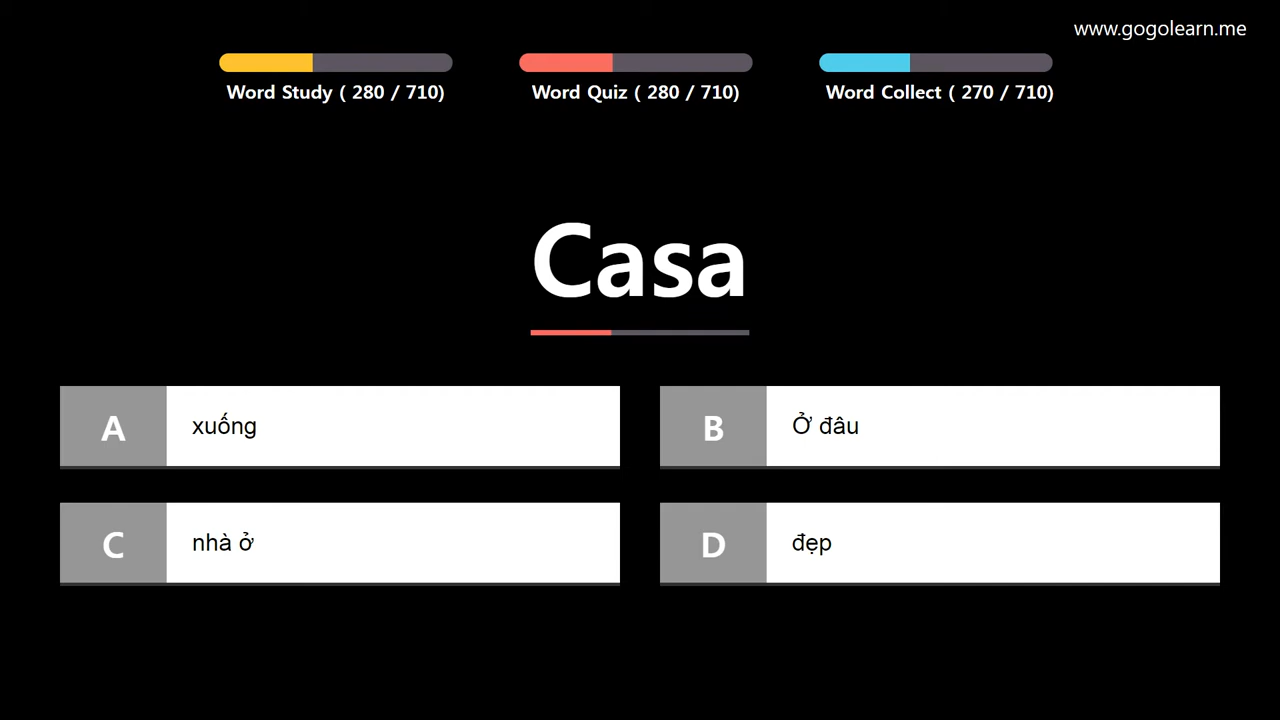 www.gogolearn.me
Word Study ( 280 / 710)
Word Quiz ( 280 / 710)
Word Collect ( 270 / 710)
Casa
A xuống
B Ở đâu
C nhà ở
D đẹp